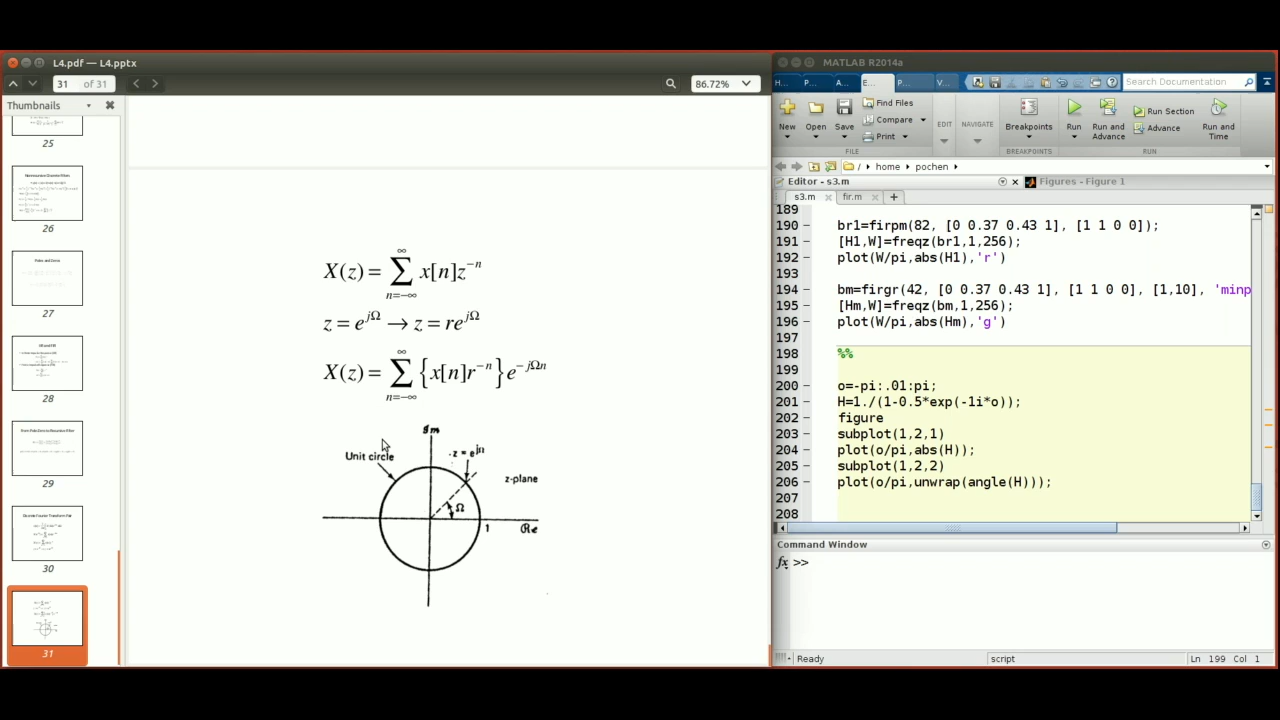 L4.pdf — L4.pptx
31 of 31
86.72%
Thumbnails
25
26
27
28
29
30
31
X(z) = ∑_{n=-∞}^{∞} x[n]z^{-n}
z = e^{jΩ} → z = re^{jΩ}
X(z) = ∑_{n=-∞}^{∞} {x[n]r^{-n}} e^{-jΩn}
Im
Unit circle
z = e^{jΩ}
z-plane
Ω
1
Re
MATLAB R2014a
H... P... A... E... P... V...
Search Documentation
New
Open
Save
Find Files
Compare
Print
EDIT
NAVIGATE
Breakpoints
Run
Run and Advance
Run Section
Advance
Run and Time
FILE
BREAKPOINTS
RUN
/ home pochen
Editor - s3.m
Figures - Figure 1
s3.m
fir.m
189
190 br1=firpm(82, [0 0.37 0.43 1], [1 1 0 0]);
191 [H1,W]=freqz(br1,1,256);
192 plot(W/pi,abs(H1),'r')
193
194 bm=firgr(42, [0 0.37 0.43 1], [1 1 0 0], [1,10], 'minp
195 [Hm,W]=freqz(bm,1,256);
196 plot(W/pi,abs(Hm),'g')
197
198 %%
199
200 o=-pi:.01:pi;
201 H=1./(1-0.5*exp(-1i*o));
202 figure
203 subplot(1,2,1)
204 plot(o/pi,abs(H));
205 subplot(1,2,2)
206 plot(o/pi,unwrap(angle(H)));
207
208
Command Window
fx >>
Ready
script
Ln 199 Col 1